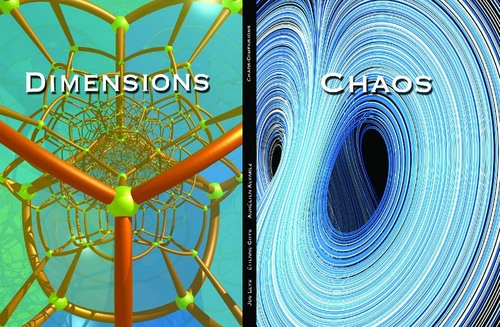 DIMENSIONS
CHAOS-DIMENSIONS
JOS LEYS ÉTIENNE GHYS AURÉLIEN ALVAREZ
CHAOS